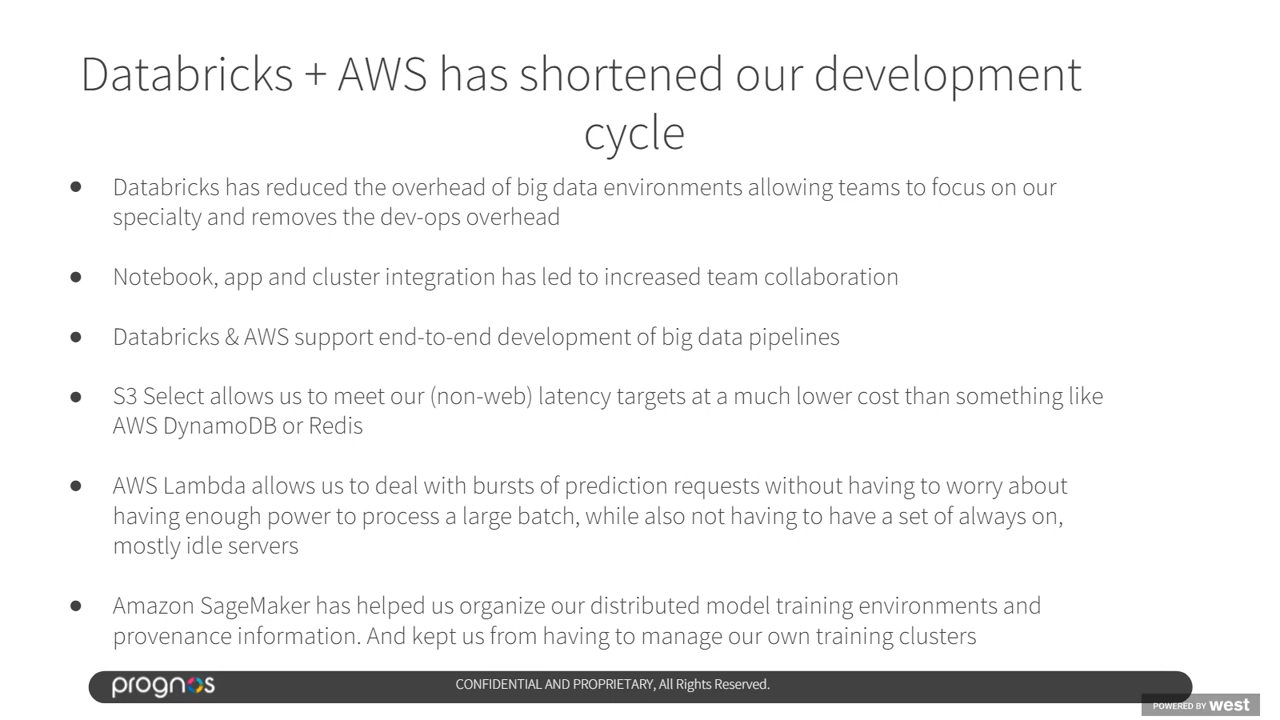 Databricks + AWS has shortened our development
cycle
● Databricks has reduced the overhead of big data environments allowing teams to focus on our
specialty and removes the dev-ops overhead
● Notebook, app and cluster integration has led to increased team collaboration
● Databricks & AWS support end-to-end development of big data pipelines
● S3 Select allows us to meet our (non-web) latency targets at a much lower cost than something like
AWS DynamoDB or Redis
● AWS Lambda allows us to deal with bursts of prediction requests without having to worry about
having enough power to process a large batch, while also not having to have a set of always on,
mostly idle servers
● Amazon SageMaker has helped us organize our distributed model training environments and
provenance information. And kept us from having to manage our own training clusters
prognos
CONFIDENTIAL AND PROPRIETARY, All Rights Reserved.
POWERED BY west